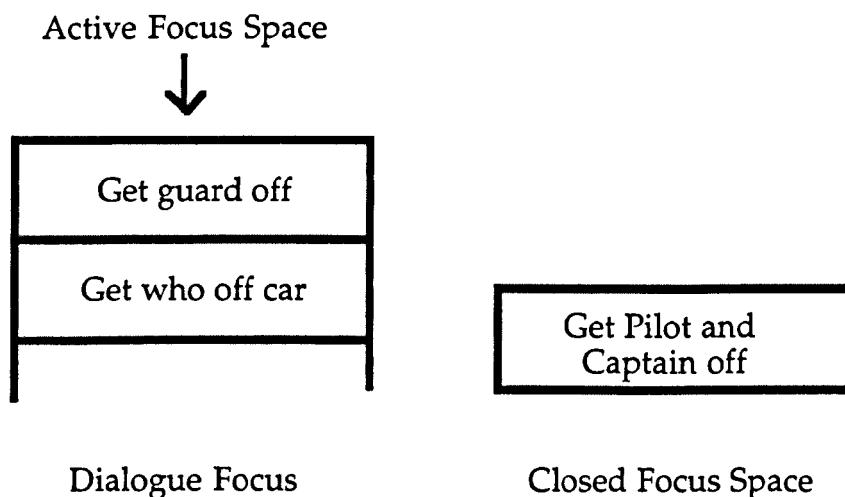 Active Focus Space
Get guard off
Get who off car
Get Pilot and
Captain off
Dialogue Focus
Closed Focus Space